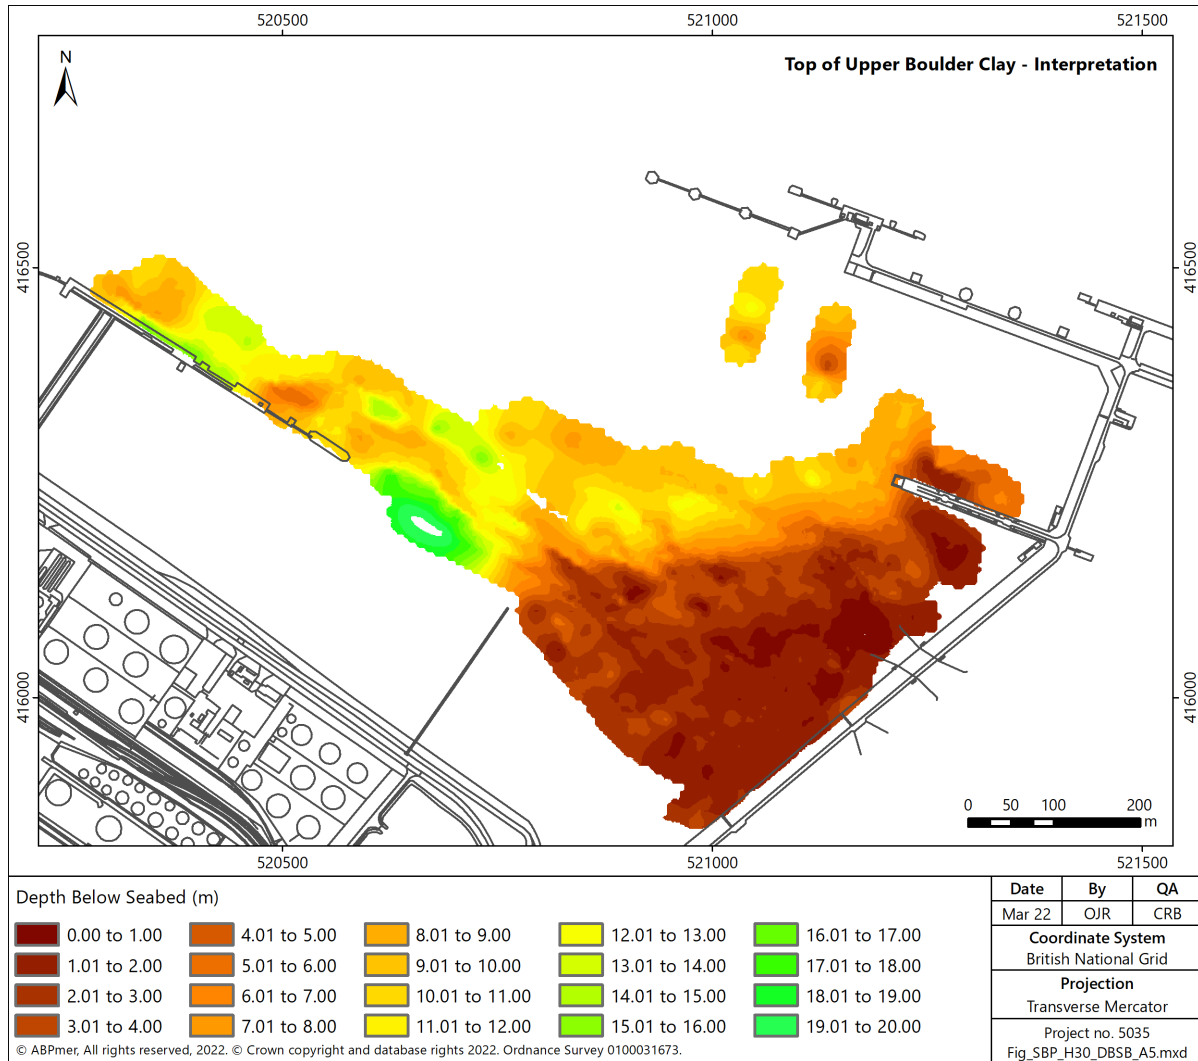 520500 521000 521500
N
Top of Upper Boulder Clay - Interpretation
416500 416500
416000 416000
0 50 100 200
m
520500 521000 521500
Depth Below Seabed (m)
0.00 to 1.00 4.01 to 5.00 8.01 to 9.00 12.01 to 13.00 16.01 to 17.00
1.01 to 2.00 5.01 to 6.00 9.01 to 10.00 13.01 to 14.00 17.01 to 18.00
2.01 to 3.00 6.01 to 7.00 10.01 to 11.00 14.01 to 15.00 18.01 to 19.00
3.01 to 4.00 7.01 to 8.00 11.01 to 12.00 15.01 to 16.00 19.01 to 20.00
© ABPmer, All rights reserved, 2022. © Crown copyright and database rights 2022. Ordnance Survey 0100031673.
Date By QA
Mar 22 OJR CRB
Coordinate System
British National Grid
Projection
Transverse Mercator
Project no. 5035
Fig_SBP_H30_DBSB_A5.mxd